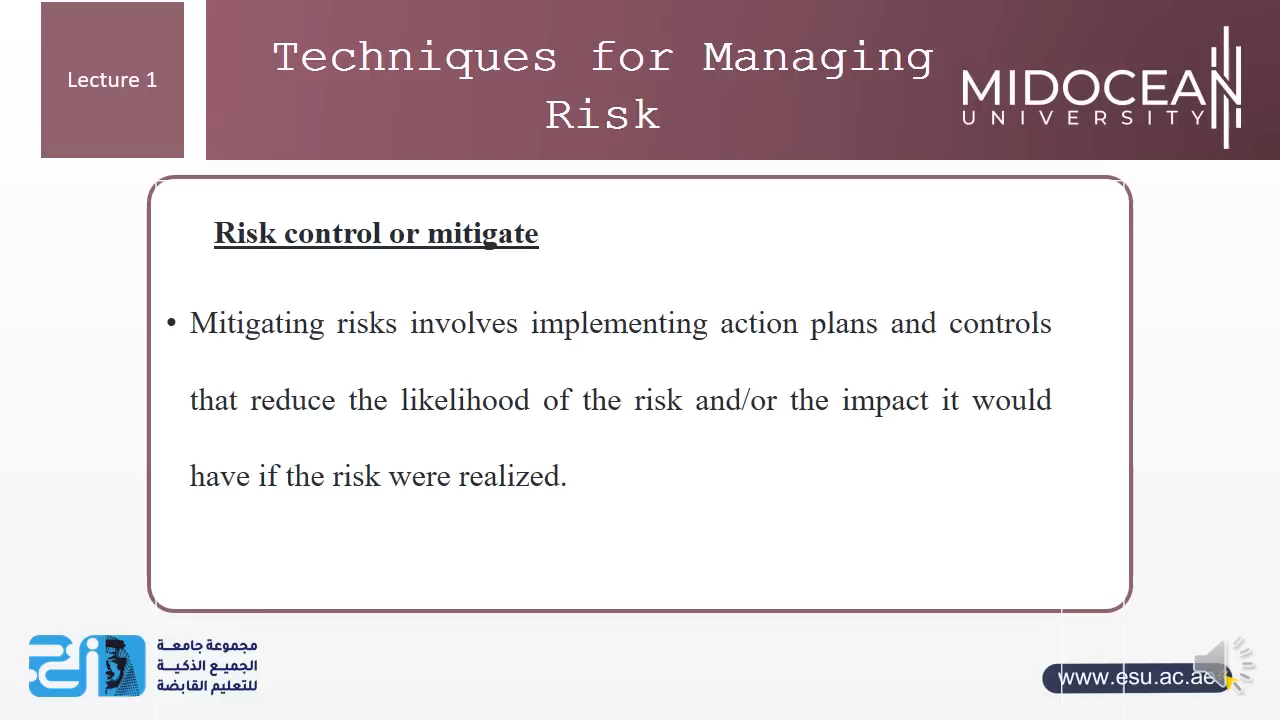 Lecture 1
Techniques for Managing
Risk
MIDOCEAN
UNIVERSITY
Risk control or mitigate
• Mitigating risks involves implementing action plans and controls
that reduce the likelihood of the risk and/or the impact it would
have if the risk were realized.
مجموعة جامعة
الجميع الذكية
للتعليم القابضة
www.esu.ac.ae